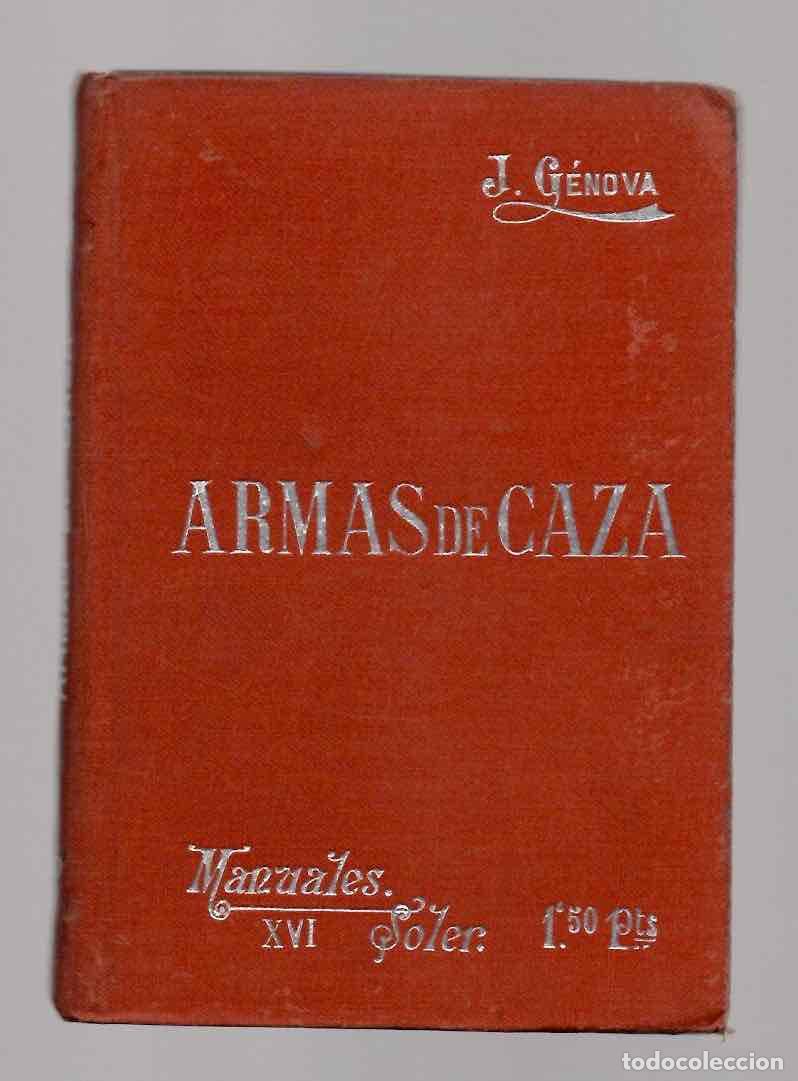 J. GÉNOVA
ARMAS DE CAZA
Manuales.
XVI Soler. 1.50 Pts
todocoleccion